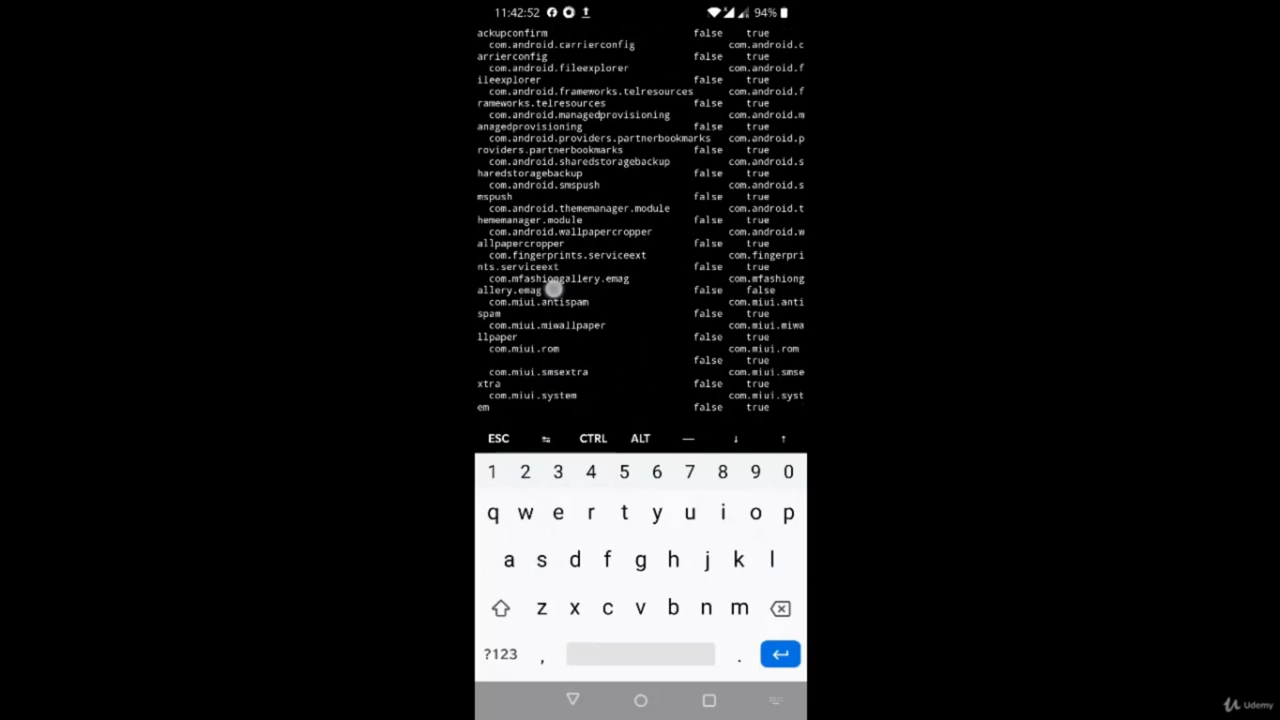 11:42:52 94%
ackupconfirm false true
com.android.carrierconfig com.android.c
arrierconfig false true
com.android.fileexplorer com.android.f
ileexplorer false true
com.android.frameworks.telresources com.android.f
rameworks.telresources false true
com.android.managedprovisioning com.android.m
anagedprovisioning false true
com.android.providers.partnerbookmarks com.android.p
roviders.partnerbookmarks false true
com.android.sharedstoragebackup com.android.s
haredstoragebackup false true
com.android.smspush com.android.s
mspush false true
com.android.thememanager.module com.android.t
hememanager.module false true
com.android.wallpapercropper com.android.w
allpapercropper false true
com.fingerprints.serviceext com.fingerpri
nts.serviceext false true
com.mfashiongallery.emag com.mfashiong
allery.emag false false
com.miui.antispam com.miui.anti
spam false true
com.miui.miwallpaper com.miui.miwa
llpaper false true
com.miui.rom com.miui.rom
false true
com.miui.smsextra com.miui.smse
xtra false true
com.miui.system com.miui.syst
em false true
ESC CTRL ALT — ↓ ↑
1 2 3 4 5 6 7 8 9 0
q w e r t y u i o p
a s d f g h j k l
z x c v b n m
?123 , .
Udemy